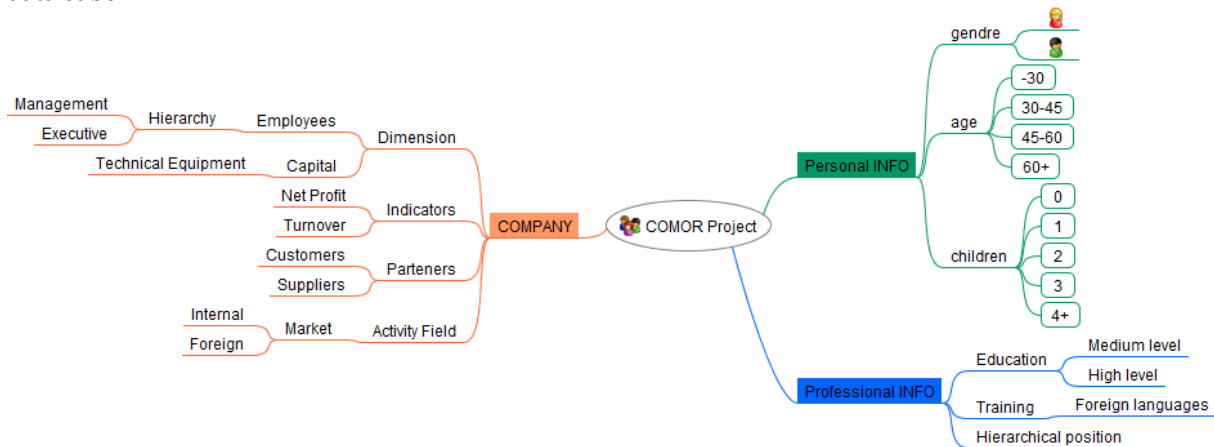 gendre
-30
30-45
age
45-60
60+
Personal INFO
0
1
children
2
3
4+
COMOR Project
Management
Hierarchy
Employees
Executive
Dimension
Technical Equipment
Capital
Net Profit
Indicators
Turnover
COMPANY
Customers
Parteners
Suppliers
Internal
Market
Activity Field
Foreign
Medium level
Education
High level
Professional INFO
Training
Foreign languages
Hierarchical position